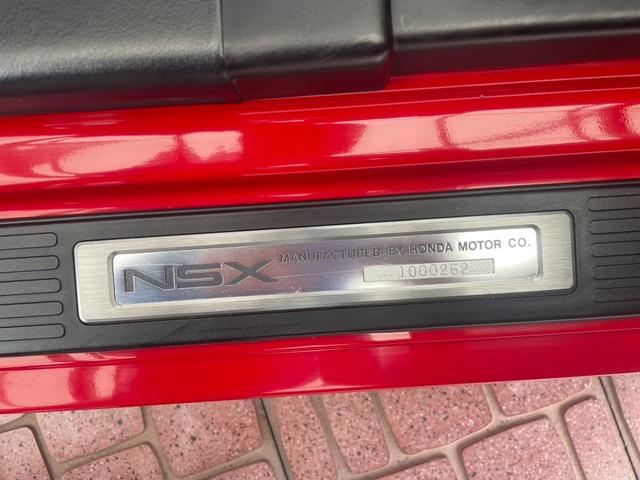 NSX
MANUFACTURED BY HONDA MOTOR CO.
1000252